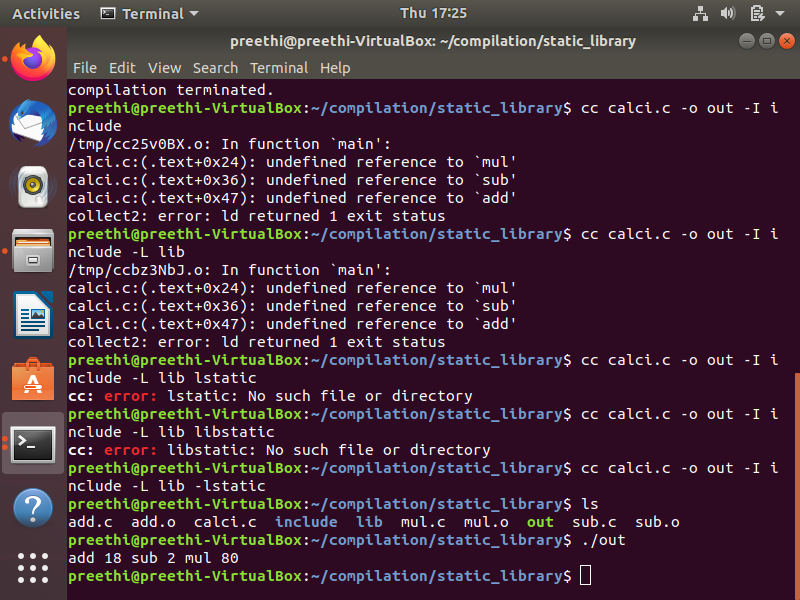 Activities Terminal Thu 17:25
preethi@preethi-VirtualBox: ~/compilation/static_library
File Edit View Search Terminal Help
compilation terminated.
preethi@preethi-VirtualBox:~/compilation/static_library$ cc calci.c -o out -I i
nclude
/tmp/cc25v0BX.o: In function `main':
calci.c:(.text+0x24): undefined reference to `mul'
calci.c:(.text+0x36): undefined reference to `sub'
calci.c:(.text+0x47): undefined reference to `add'
collect2: error: ld returned 1 exit status
preethi@preethi-VirtualBox:~/compilation/static_library$ cc calci.c -o out -I i
nclude -L lib
/tmp/ccbz3NbJ.o: In function `main':
calci.c:(.text+0x24): undefined reference to `mul'
calci.c:(.text+0x36): undefined reference to `sub'
calci.c:(.text+0x47): undefined reference to `add'
collect2: error: ld returned 1 exit status
preethi@preethi-VirtualBox:~/compilation/static_library$ cc calci.c -o out -I i
nclude -L lib lstatic
cc: error: lstatic: No such file or directory
preethi@preethi-VirtualBox:~/compilation/static_library$ cc calci.c -o out -I i
nclude -L lib libstatic
cc: error: libstatic: No such file or directory
preethi@preethi-VirtualBox:~/compilation/static_library$ cc calci.c -o out -I i
nclude -L lib -lstatic
preethi@preethi-VirtualBox:~/compilation/static_library$ ls
add.c add.o calci.c include lib mul.c mul.o out sub.c sub.o
preethi@preethi-VirtualBox:~/compilation/static_library$ ./out
add 18 sub 2 mul 80
preethi@preethi-VirtualBox:~/compilation/static_library$